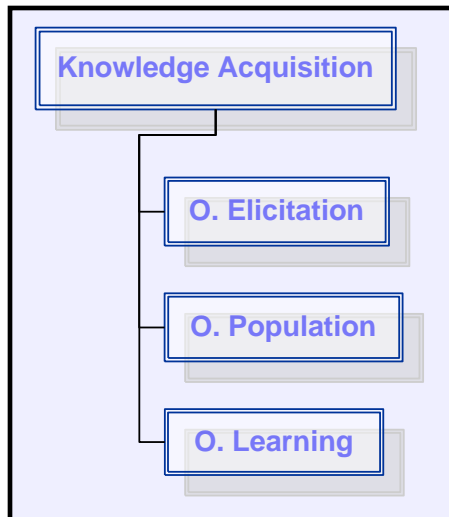 Knowledge Acquisition
O. Elicitation
O. Population
O. Learning